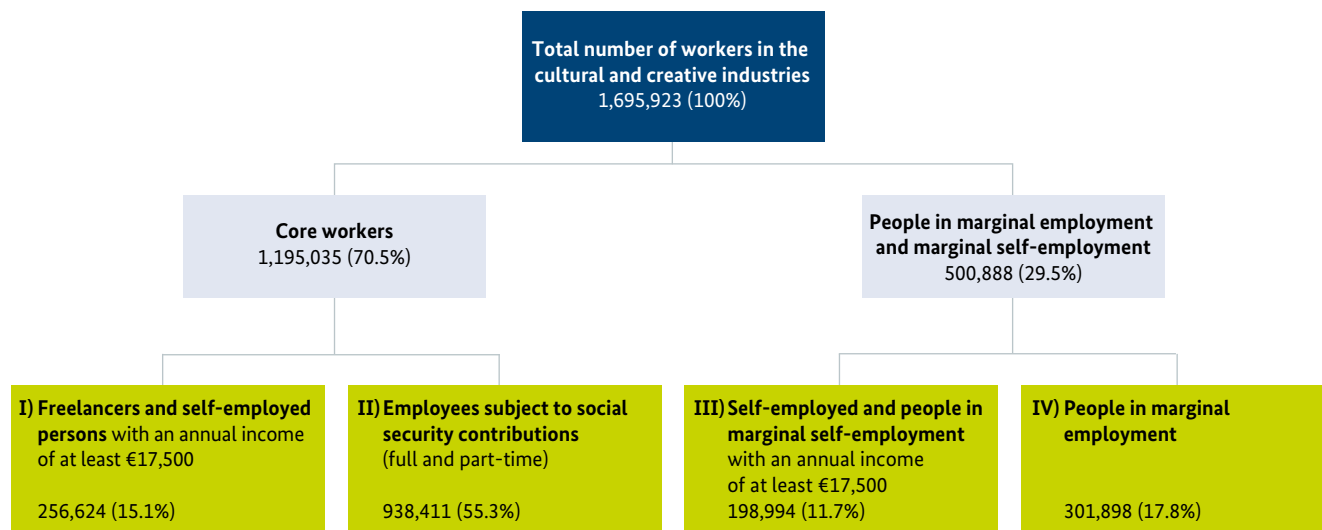 Total number of workers in the
cultural and creative industries
1,695,923 (100%)
Core workers
1,195,035 (70.5%)
People in marginal employment
and marginal self-employment
500,888 (29.5%)
I) Freelancers and self-employed
persons with an annual income
of at least €17,500
256,624 (15.1%)
II) Employees subject to social
security contributions
(full and part-time)
938,411 (55.3%)
III) Self-employed and people in
marginal self-employment
with an annual income
of at least €17,500
198,994 (11.7%)
IV) People in marginal
employment
301,898 (17.8%)